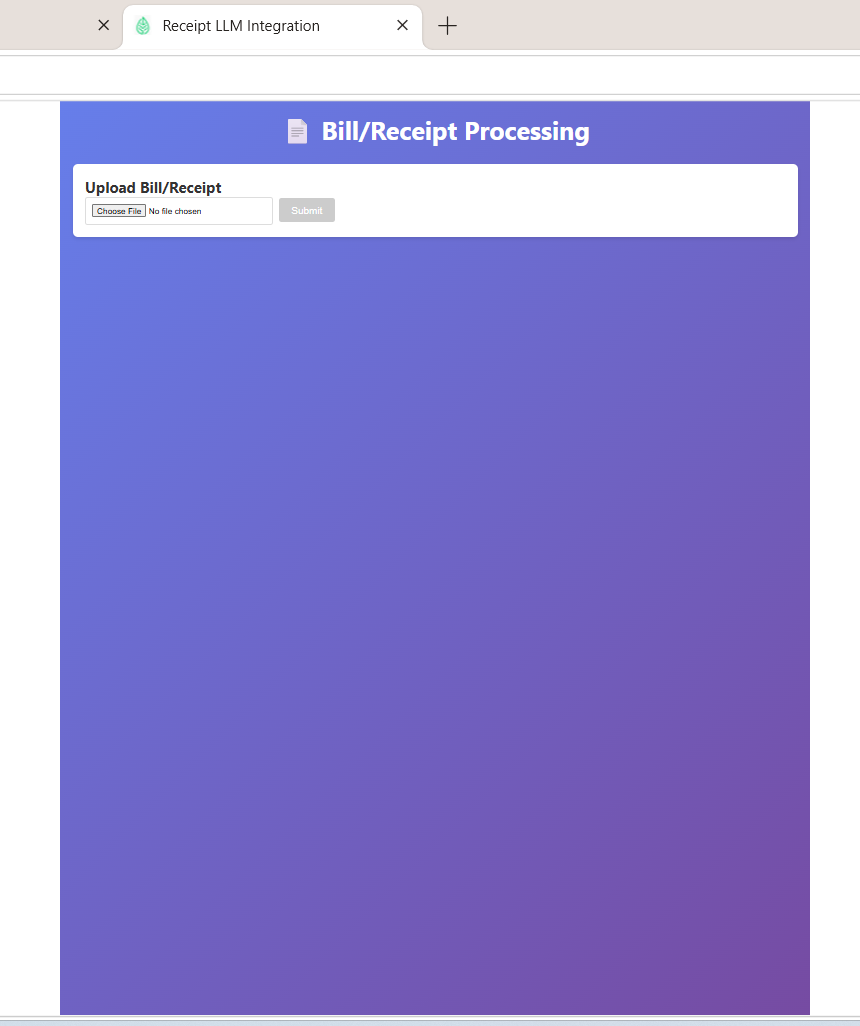 Receipt LLM Integration
Bill/Receipt Processing
Upload Bill/Receipt
Choose File No file chosen
Submit